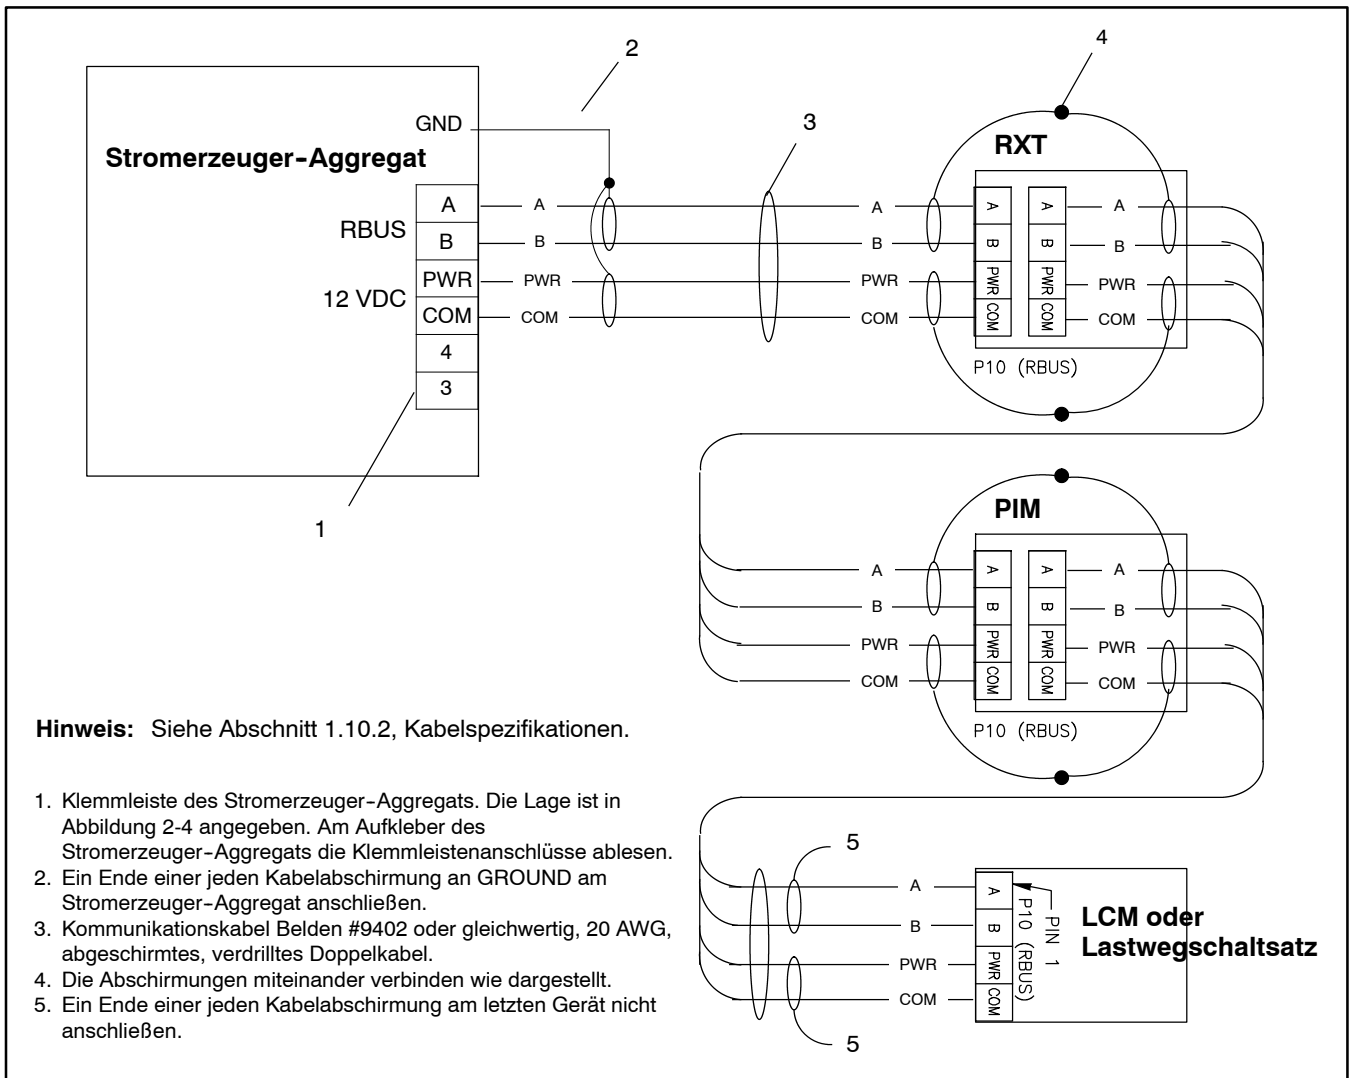 2
4
GND
3
RXT
Stromerzeuger-Aggregat
RBUS
12 VDC
A
B
PWR
COM
4
3
A
B
PWR
COM
A
B
PWR
COM
A
B
PWR
COM
A
B
PWR
COM
A
B
PWR
COM
P10 (RBUS)
1
PIM
A
B
PWR
COM
A
B
PWR
COM
A
B
PWR
COM
A
B
PWR
COM
P10 (RBUS)
Hinweis: Siehe Abschnitt 1.10.2, Kabelspezifikationen.
1. Klemmleiste des Stromerzeuger-Aggregats. Die Lage ist in
Abbildung 2-4 angegeben. Am Aufkleber des
Stromerzeuger-Aggregats die Klemmleistenanschlüsse ablesen.
2. Ein Ende einer jeden Kabelabschirmung an GROUND am
Stromerzeuger-Aggregat anschließen.
3. Kommunikationskabel Belden #9402 oder gleichwertig, 20 AWG,
abgeschirmtes, verdrilltes Doppelkabel.
4. Die Abschirmungen miteinander verbinden wie dargestellt.
5. Ein Ende einer jeden Kabelabschirmung am letzten Gerät nicht
anschließen.
5
A
B
PWR
COM
A
B
PWR
COM
P10 (RBUS)
PIN 1
LCM oder
Lastwegschaltsatz
5